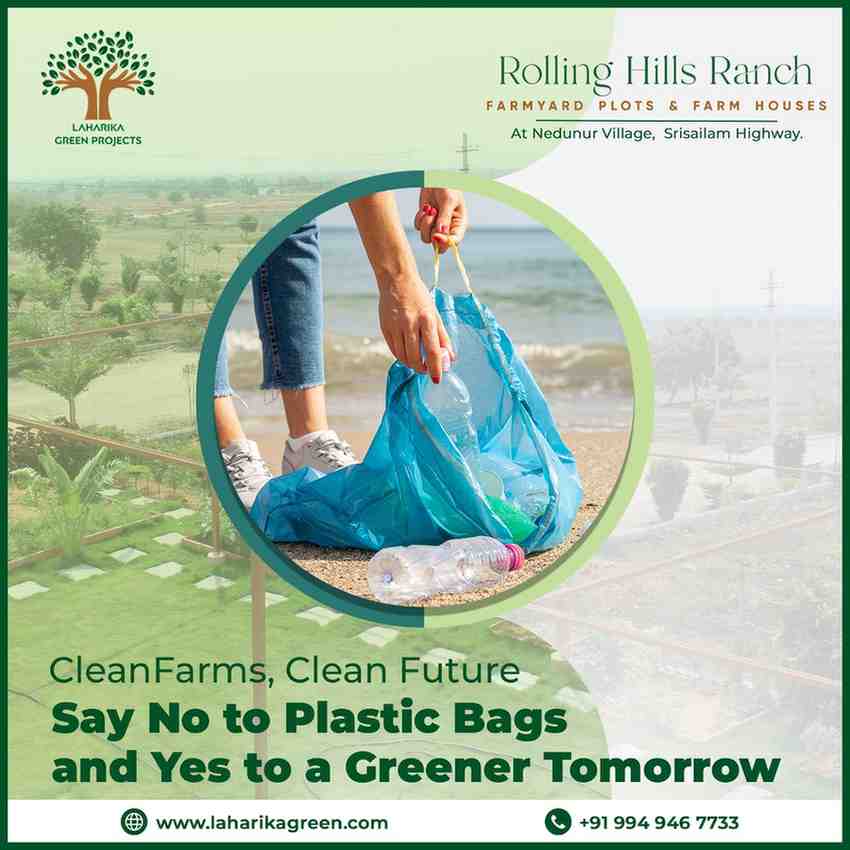 LAHARIKA
GREEN PROJECTS
Rolling Hills Ranch
FARMYARD PLOTS & FARM HOUSES
At Nedunur Village, Srisailam Highway.
CleanFarms, Clean Future
Say No to Plastic Bags
and Yes to a Greener Tomorrow
www.laharikagreen.com
+91 994 946 7733